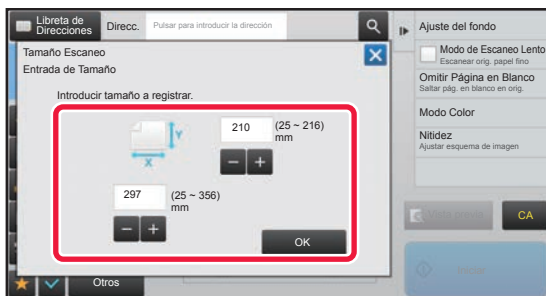 Libreta de
Direcciones
Direcc.
Pulsar para introducir la dirección
Tamaño Escaneo
Entrada de Tamaño
Introducir tamaño a registrar.
Y
X
210
(25 ~ 216)
mm
297
(25 ~ 356)
mm
OK
Otros
Ajuste del fondo
Modo de Escaneo Lento
Escanear orig. papel fino
Omitir Página en Blanco
Saltar pág. en blanco en orig.
Modo Color
Nitidez
Ajustar esquema de imagen
CA